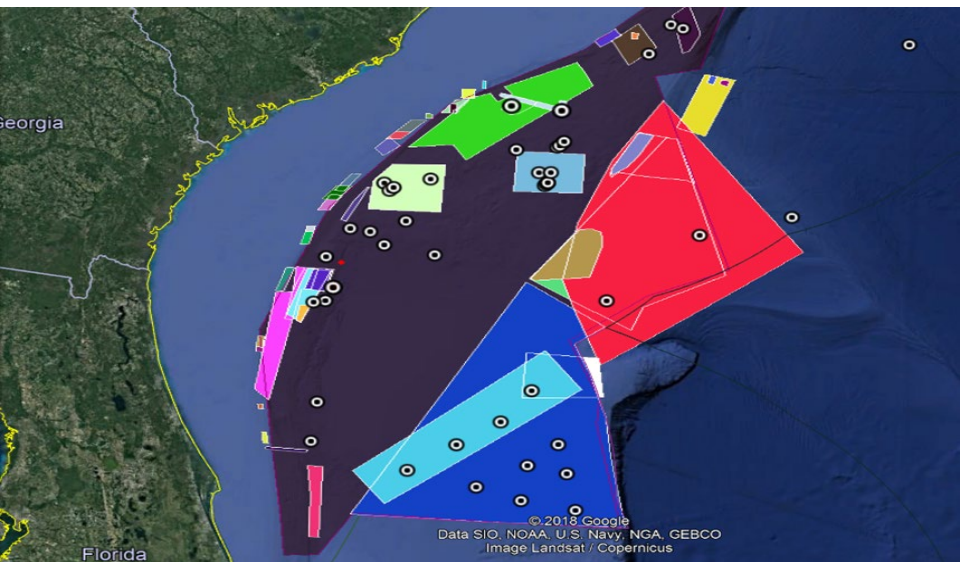 Georgia
© 2018 Google
Data SIO, NOAA, U.S. Navy, NGA, GEBCO
Image Landsat / Copernicus
Florida